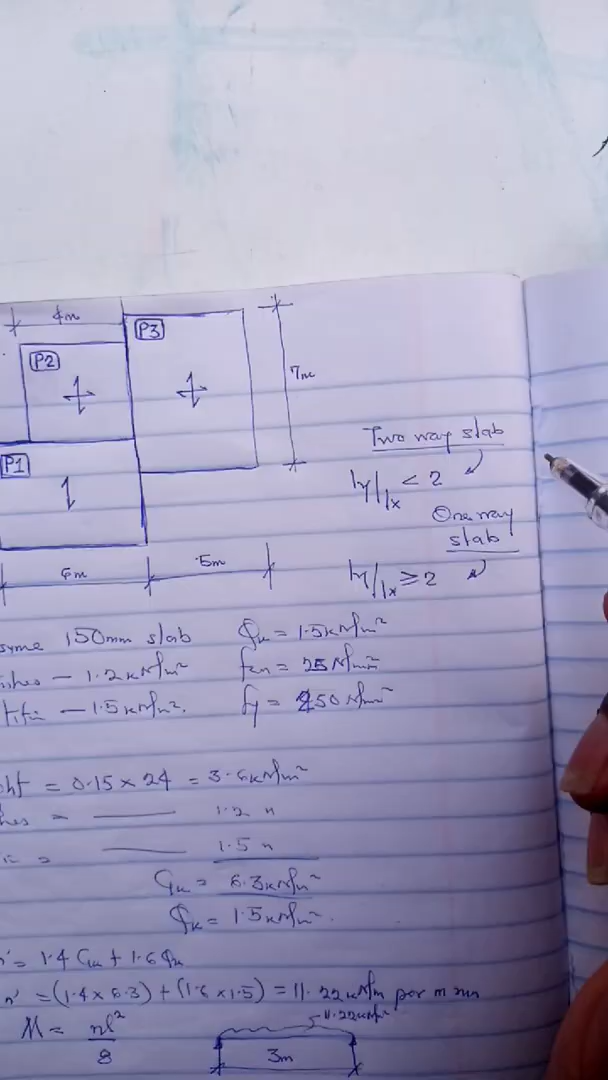 4m
P3
P2
7m
P1
Two way slab
ly/lx < 2
One way
slab
ly/lx ≥ 2
5m
150mm slab Qk = 1.5kN/m²
– 1.2kN/m² fcu = 25N/mm²
– 1.5kN/m². fy = 250N/mm²
= 0.15 × 24 = 3.6kN/m²
= 1.2 "
= 1.5 "
Gk = 6.3kN/m²
Qk = 1.5kN/m².
= 1.4Gk + 1.6Qk
'n' = (1.4 × 6.3) + (1.6 × 1.5) = 11.22kN/m per m run
M = nl²/8
11.22kN/m²
3m